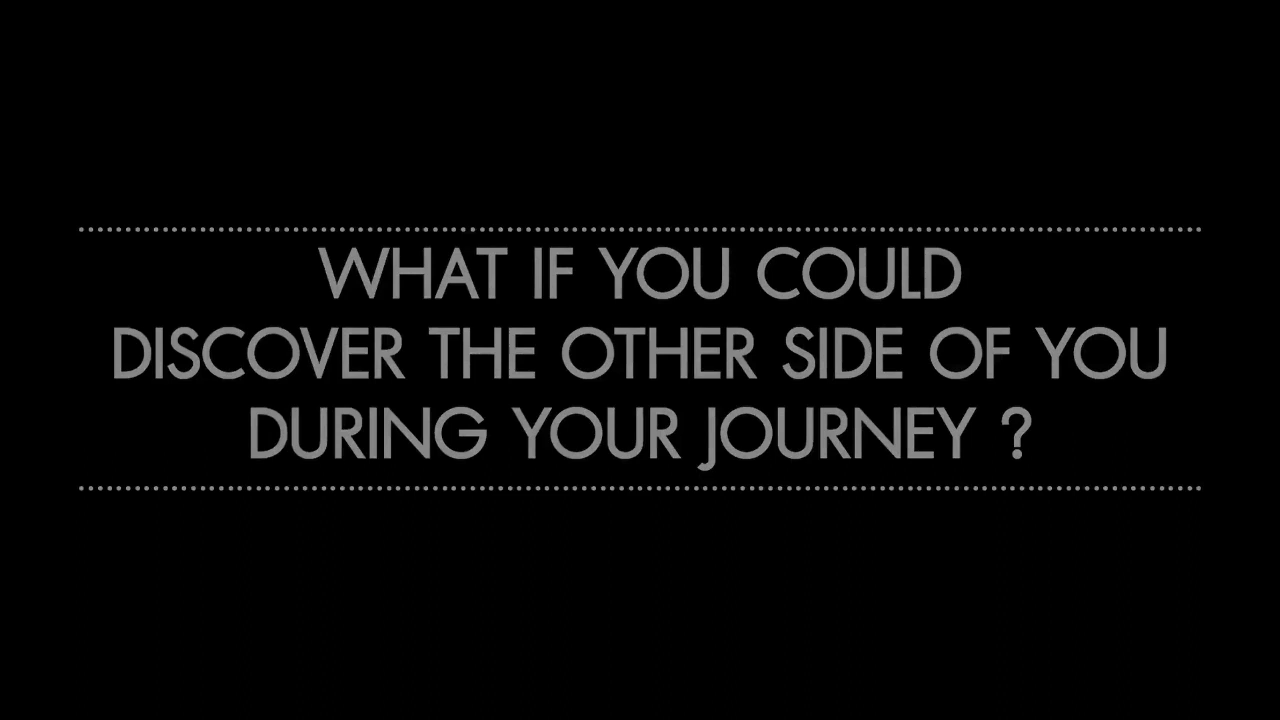 WHAT IF YOU COULD
DISCOVER THE OTHER SIDE OF YOU
DURING YOUR JOURNEY ?